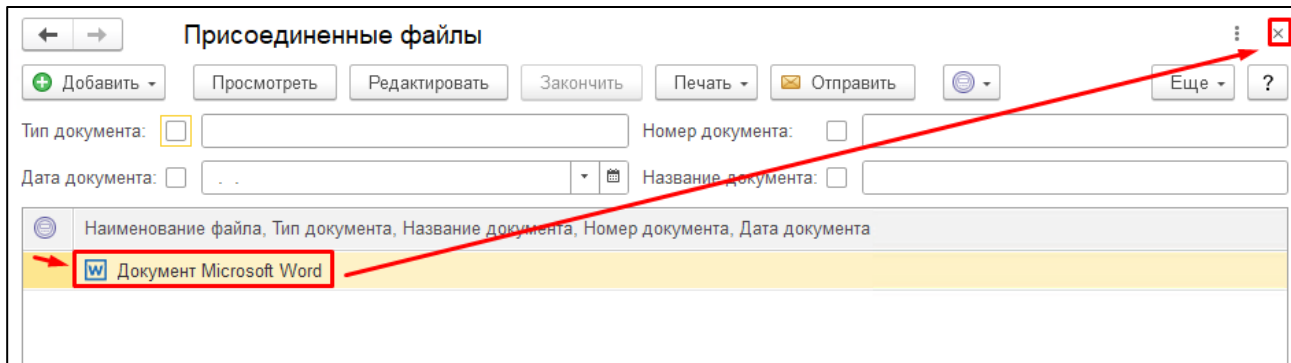 Присоединенные файлы
Добавить Просмотреть Редактировать Закончить Печать Отправить Еще ?
Тип документа: Номер документа:
Дата документа: . . Название документа:
Наименование файла, Тип документа, Название документа, Номер документа, Дата документа
W Документ Microsoft Word